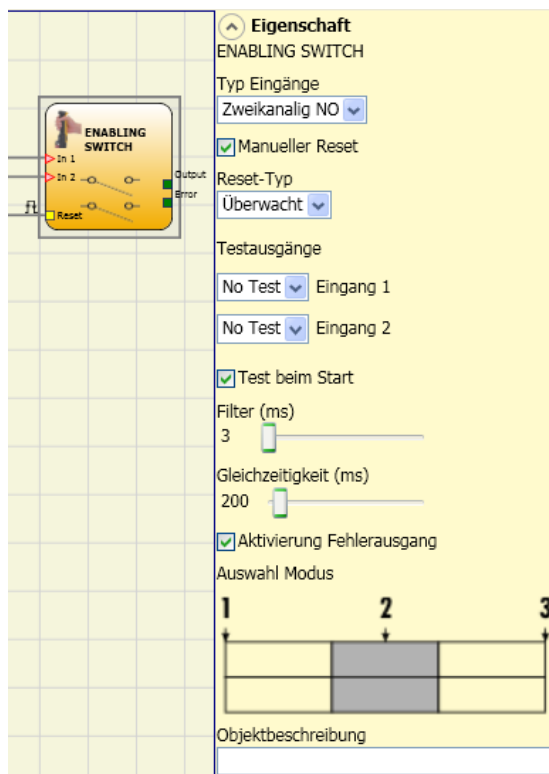 ENABLING
SWITCH
In 1
In 2
Output
Error
Reset
Eigenschaft
ENABLING SWITCH
Typ Eingänge
Zweikanalig NO
Manueller Reset
Reset-Typ
Überwacht
Testausgänge
No Test Eingang 1
No Test Eingang 2
Test beim Start
Filter (ms)
3
Gleichzeitigkeit (ms)
200
Aktivierung Fehlerausgang
Auswahl Modus
1 2 3
Objektbeschreibung